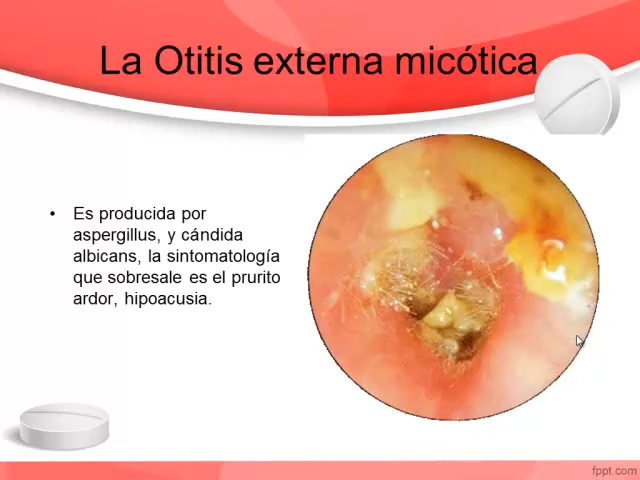 La Otitis externa micótica
• Es producida por
aspergillus, y cándida
albicans, la sintomatología
que sobresale es el prurito
ardor, hipoacusia.
fppt.com